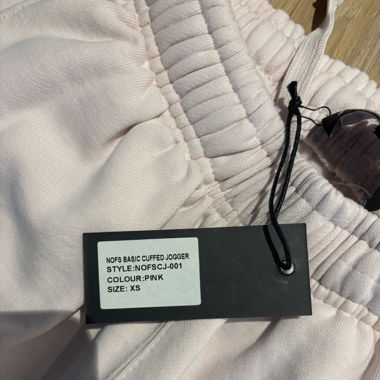 NOFS BASIC CUFFED JOGGER
STYLE:NOFSCJ-001
COLOUR:PINK
SIZE: XS